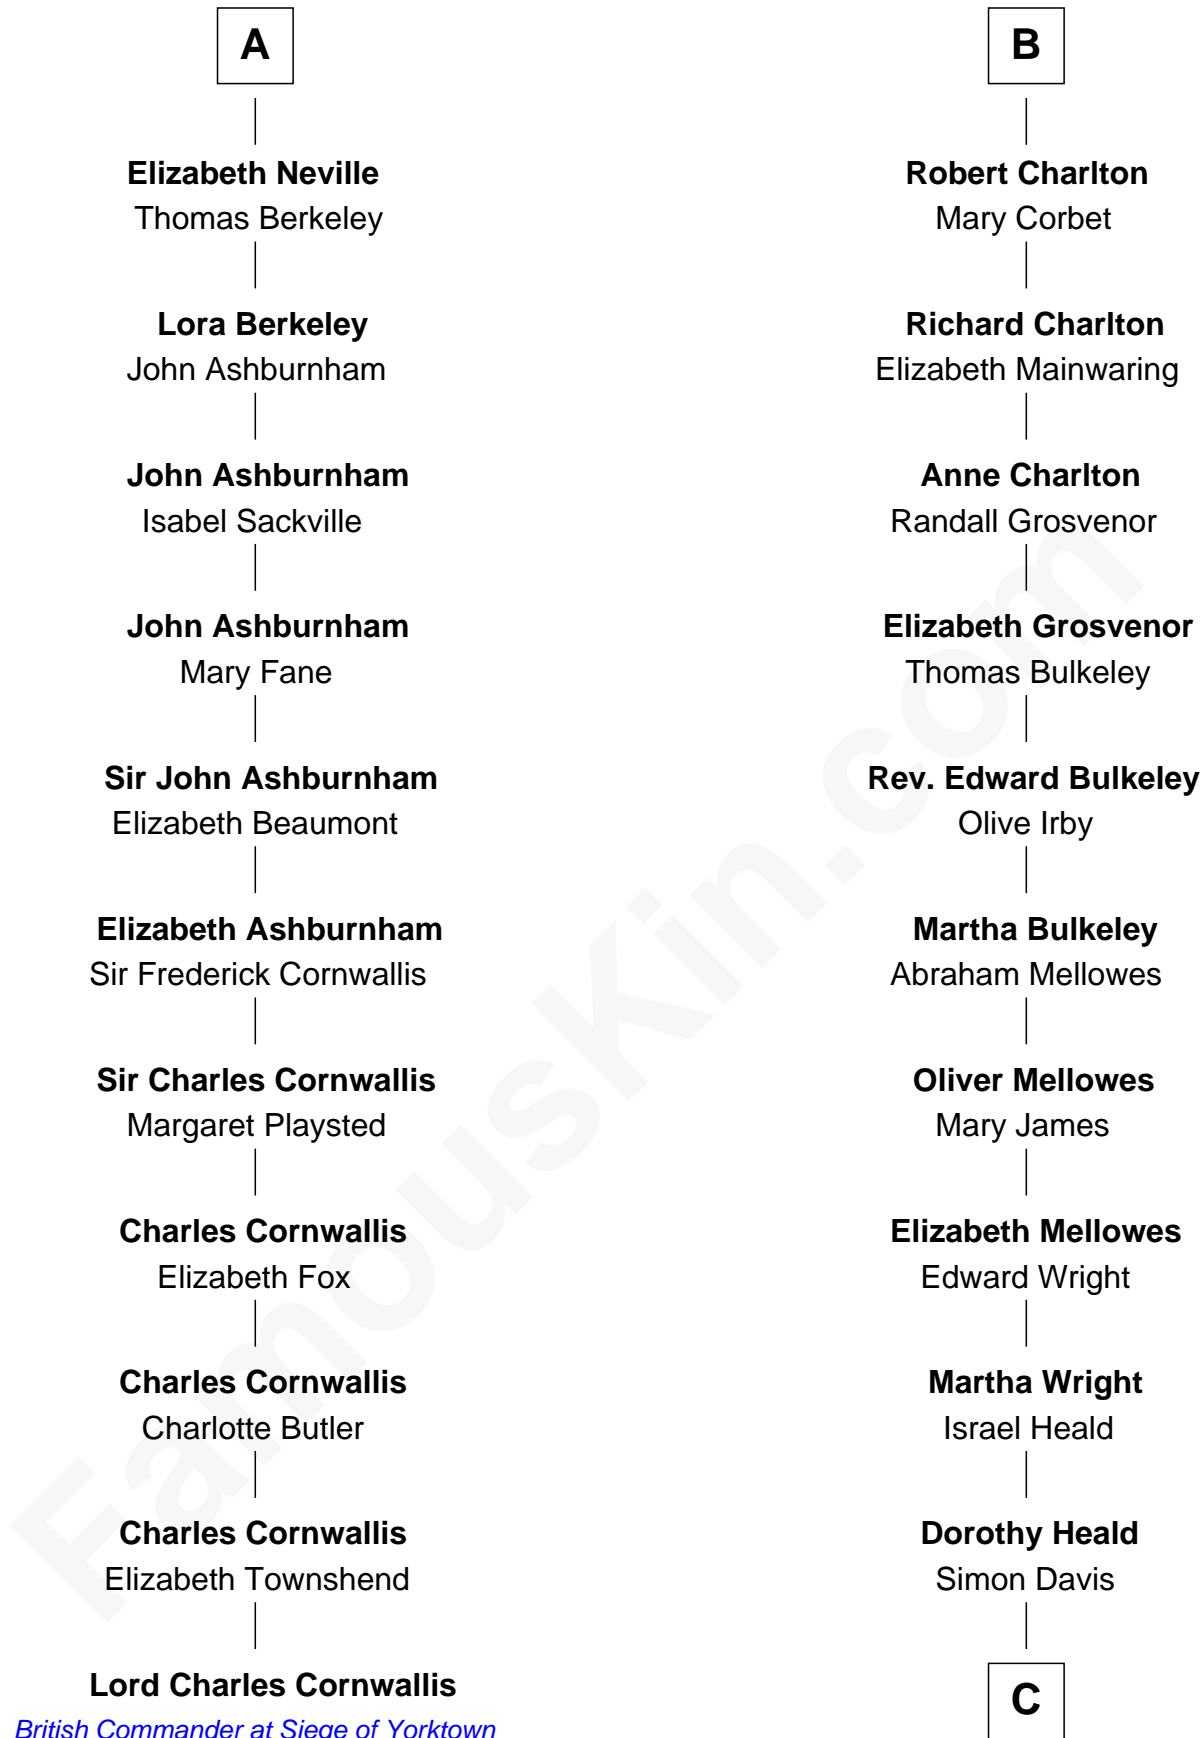 A
Elizabeth Neville
Thomas Berkeley
Lora Berkeley
John Ashburnham
John Ashburnham
Isabel Sackville
John Ashburnham
Mary Fane
Sir John Ashburnham
Elizabeth Beaumont
Elizabeth Ashburnham
Sir Frederick Cornwallis
Sir Charles Cornwallis
Margaret Playsted
Charles Cornwallis
Elizabeth Fox
Charles Cornwallis
Charlotte Butler
Charles Cornwallis
Elizabeth Townshend
Lord Charles Cornwallis
British Commander at Siege of Yorktown
B
Robert Charlton
Mary Corbet
Richard Charlton
Elizabeth Mainwaring
Anne Charlton
Randall Grosvenor
Elizabeth Grosvenor
Thomas Bulkeley
Rev. Edward Bulkeley
Olive Irby
Martha Bulkeley
Abraham Mellowes
Oliver Mellowes
Mary James
Elizabeth Mellowes
Edward Wright
Martha Wright
Israel Heald
Dorothy Heald
Simon Davis
C
FamousKin.com